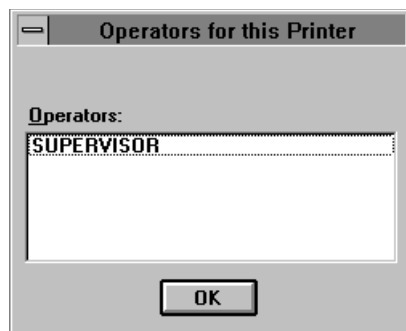 Operators for this Printer
Operators:
SUPERVISOR
OK